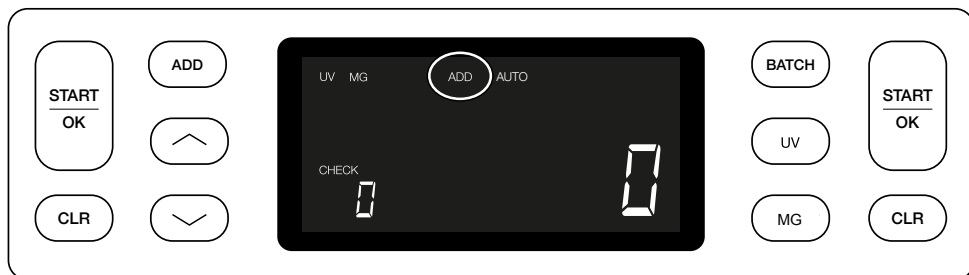 START
OK
CLR
ADD
UV MG ADD AUTO
CHECK
0
0
BATCH
UV
MG
START
OK
CLR